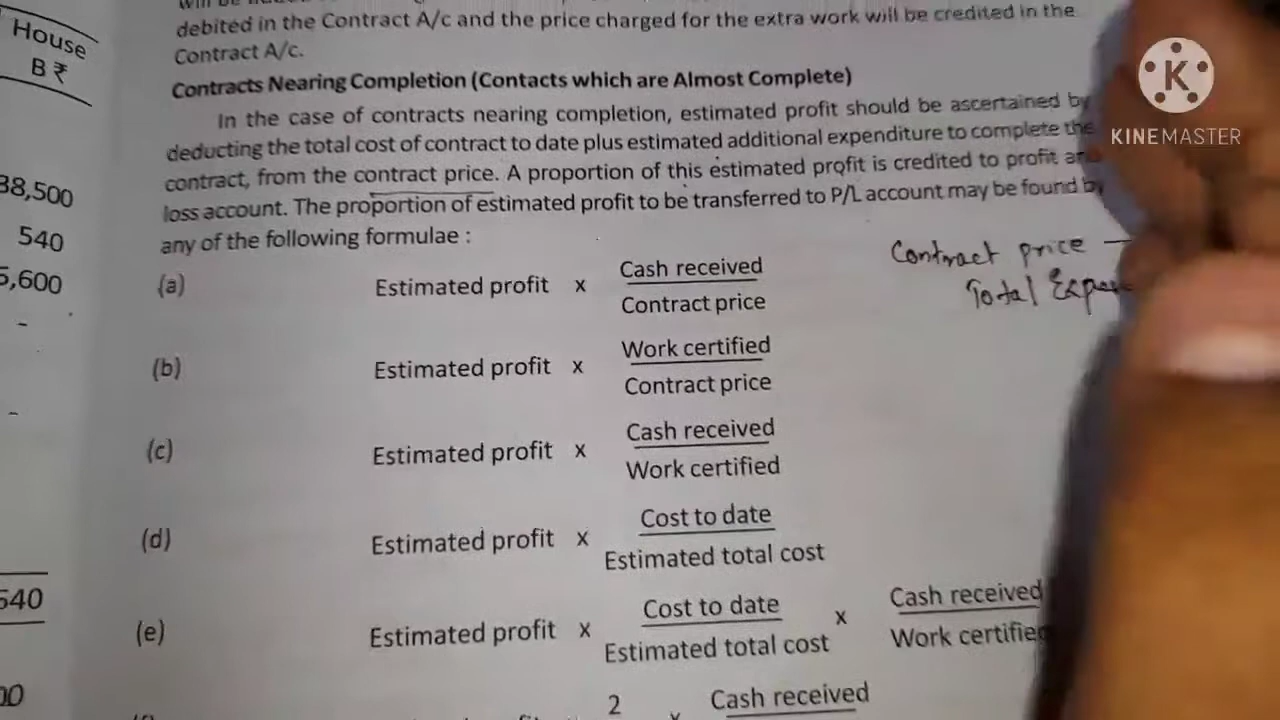 debited in the Contract A/c and the price charged for the extra work will be credited in the
Contract A/c.
Contracts Nearing Completion (Contacts which are Almost Complete)
In the case of contracts nearing completion, estimated profit should be ascertained by
deducting the total cost of contract to date plus estimated additional expenditure to complete the
contract, from the contract price. A proportion of this estimated profit is credited to profit and
loss account. The proportion of estimated profit to be transferred to P/L account may be found by
any of the following formulae :
(a) Estimated profit x Cash received
Contract price
(b) Estimated profit x Work certified
Contract price
(c) Estimated profit x Cash received
Work certified
(d) Estimated profit x Cost to date
Estimated total cost
(e) Estimated profit x Cost to date x Cash received
Estimated total cost Work certified
2 x Cash received
Contract price —
Total
House
B ₹
38,500
540
5,600
-
-
540
00
K
KINEMASTER